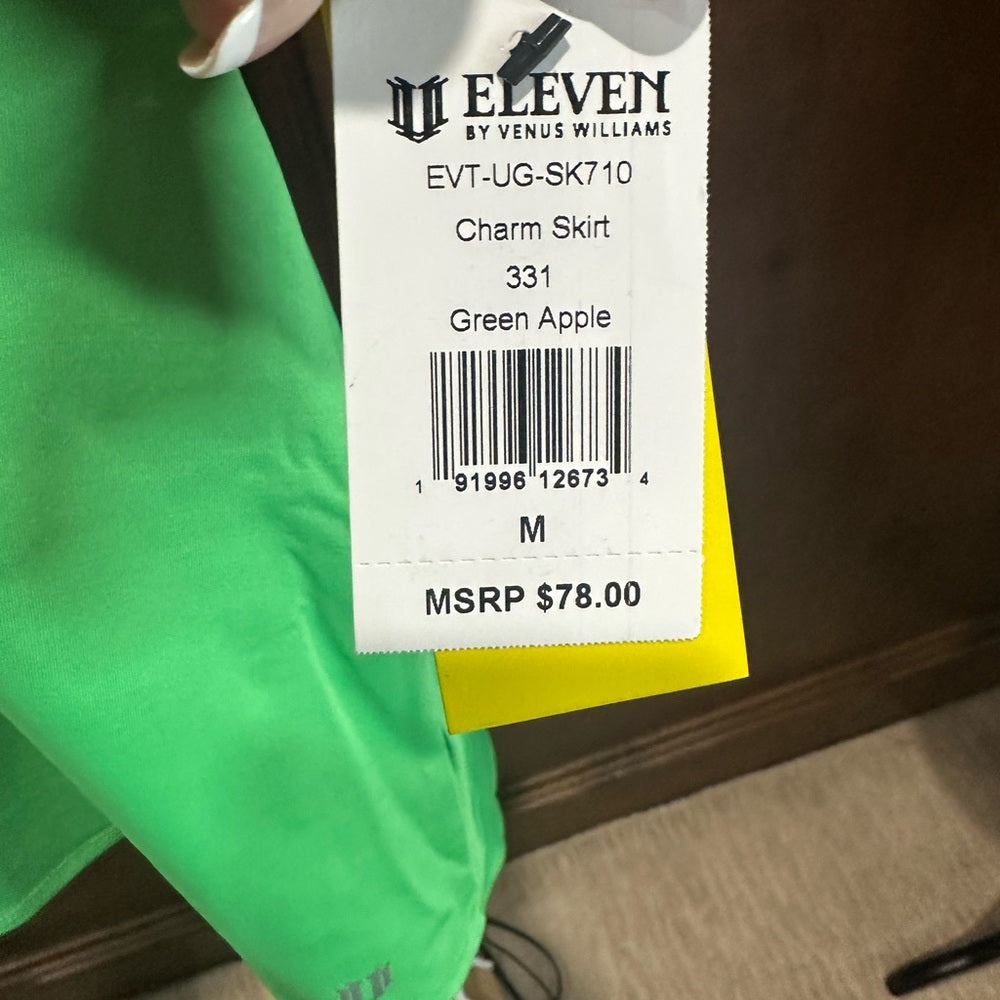 ELEVEN
BY VENUS WILLIAMS
EVT-UG-SK710
Charm Skirt
331
Green Apple
1 91996 12673 4
M
MSRP $78.00